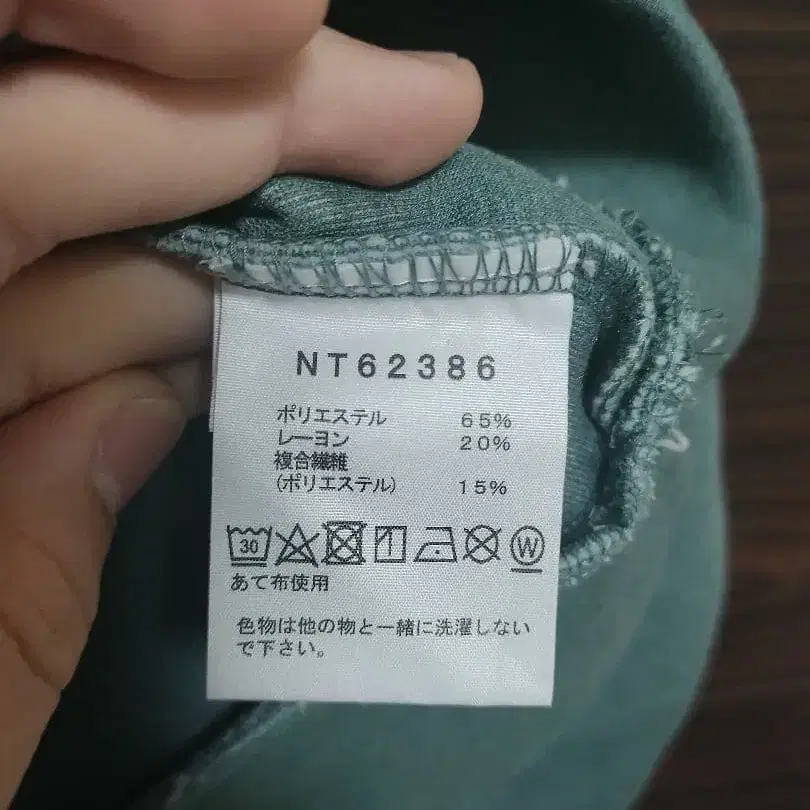 NT62386
ポリエステル 65%
レーヨン 20%
複合繊維
(ポリエステル) 15%
30 W
あて布使用
色物は他の物と一緒に洗濯しない
で下さい。